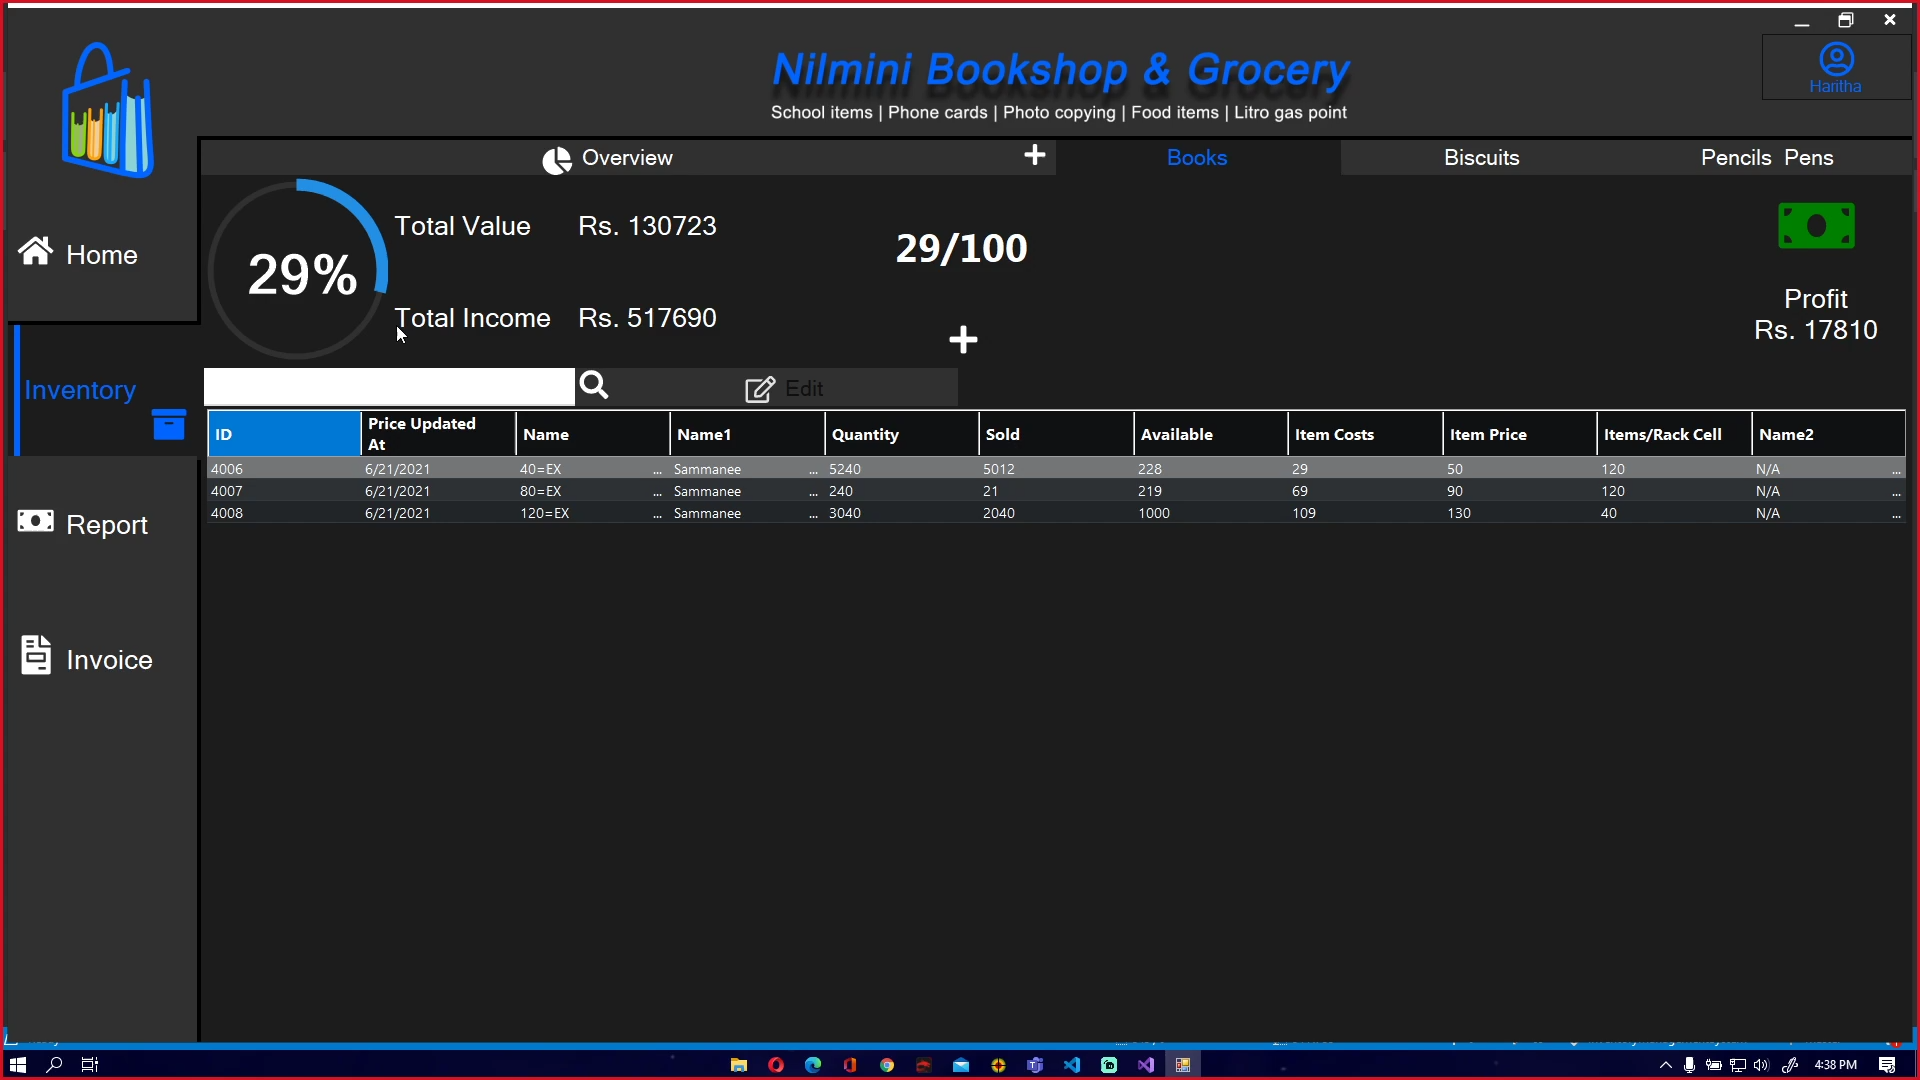 Nilmini Bookshop & Grocery
School items | Phone cards | Photo copying | Food items | Litro gas point
Haritha
Overview + Books Biscuits Pencils Pens
29%
Total Value Rs. 130723
Total Income Rs. 517690
29/100
+
Profit
Rs. 17810
Home
Inventory
Report
Invoice
Edit
ID Price Updated At Name Name1 Quantity Sold Available Item Costs Item Price Items/Rack Cell Name2
4006 6/21/2021 40=EX ... Sammanee ... 5240 5012 228 29 50 120 N/A ...
4007 6/21/2021 80=EX ... Sammanee ... 240 21 219 69 90 120 N/A ...
4008 6/21/2021 120=EX ... Sammanee ... 3040 2040 1000 109 130 40 N/A ...
4:38 PM